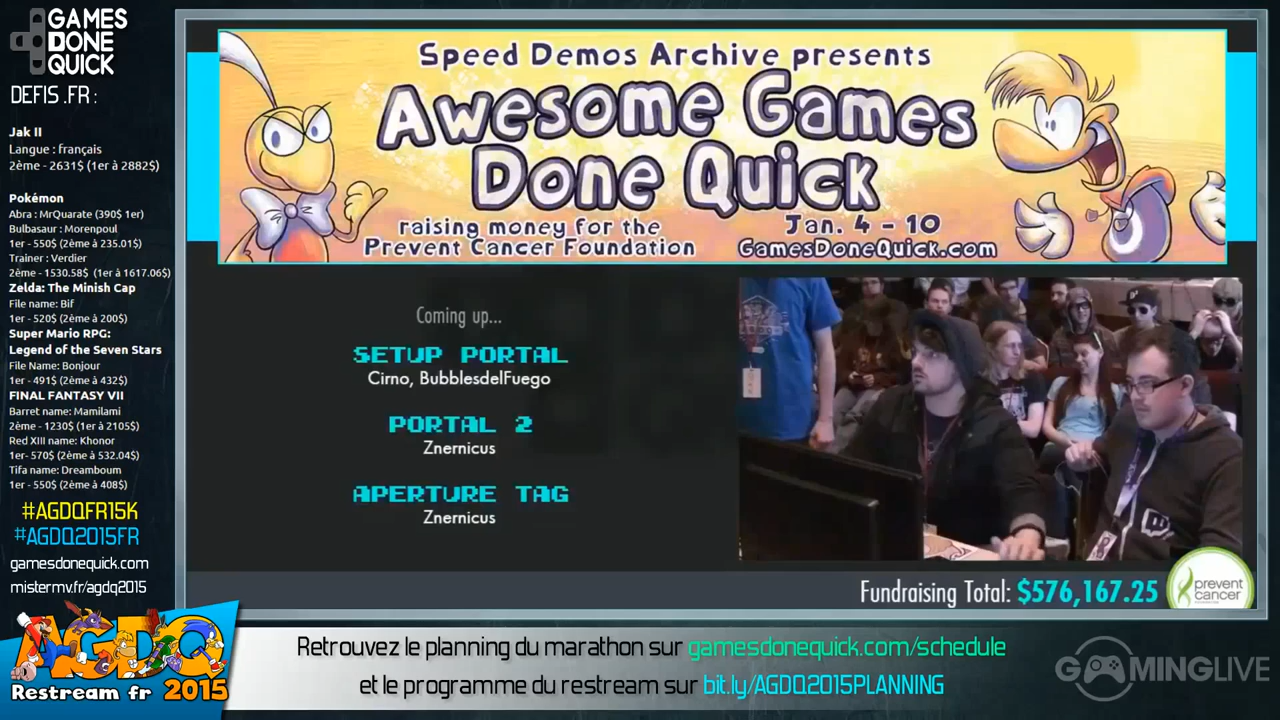 GAMES
DONE
QUICK
DEFIS .FR :
Jak II
Langue : français
2ème - 2631$ (1er à 2882$)
Pokémon
Abra : MrQuarate (390$ 1er)
Bulbasaur : Morenpoul
1er - 550$ (2ème à 235.01$)
Trainer : Verdier
2ème - 1530.58$ (1er à 1617.06$)
Zelda: The Minish Cap
File name: Bif
1er - 520$ (2ème à 200$)
Super Mario RPG:
Legend of the Seven Stars
File Name: Bonjour
1er - 491$ (2ème à 432$)
FINAL FANTASY VII
Barret name: Mamilami
2ème - 1230$ (1er à 2105$)
Red XIII name: Khonor
1er- 570$ (2ème à 532.04$)
Tifa name: Dreamboum
1er - 550$ (2ème à 408$)
#AGDQFR15K
#AGDQ2015FR
gamesdonequick.com
mistermv.fr/agdq2015
AGDQ
Restream fr 2015
Speed Demos Archive presents
Awesome Games
Done Quick
raising money for the
Prevent Cancer Foundation
Jan. 4 - 10
GamesDoneQuick.com
Coming up...
SETUP PORTAL
Cirno, BubblesdelFuego
PORTAL 2
Znernicus
APERTURE TAG
Znernicus
Fundraising Total: $576,167.25
prevent
cancer
Retrouvez le planning du marathon sur gamesdonequick.com/schedule
et le programme du restream sur bit.ly/AGDQ2015PLANNING
GAMINGLIVE